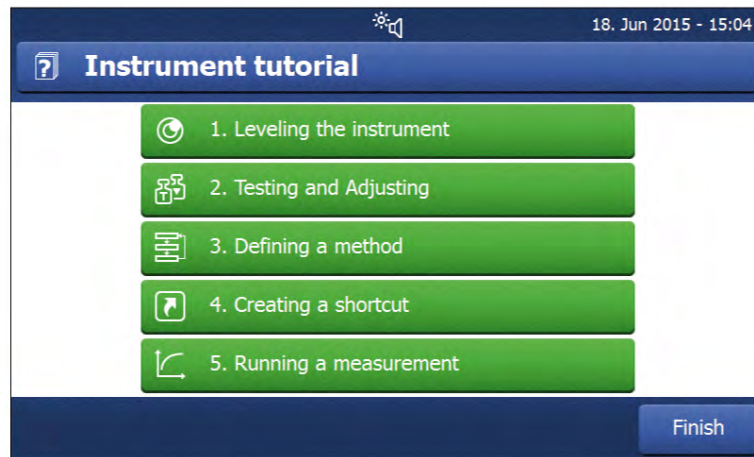 18. Jun 2015 - 15:04
? Instrument tutorial
1. Leveling the instrument
T 2. Testing and Adjusting
3. Defining a method
4. Creating a shortcut
5. Running a measurement
Finish